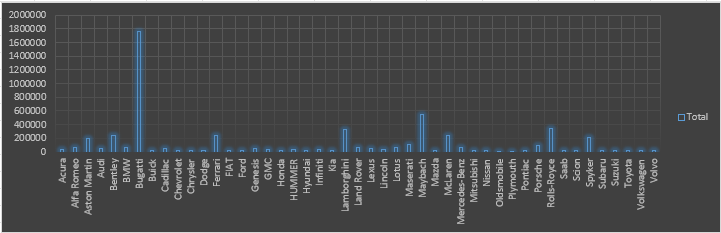 2000000
1800000
1600000
1400000
1200000
1000000
800000
600000
400000
200000
0
Acura
Alfa Romeo
Aston Martin
Audi
Bentley
BMW
Bugatti
Buick
Cadillac
Chevrolet
Chrysler
Dodge
Ferrari
FIAT
Ford
Genesis
GMC
Honda
HUMMER
Hyundai
Infiniti
Kia
Lamborghini
Land Rover
Lexus
Lincoln
Lotus
Maserati
Maybach
Mazda
McLaren
Mercedes-Benz
Mitsubishi
Nissan
Oldsmobile
Plymouth
Pontiac
Porsche
Rolls-Royce
Saab
Scion
Spyker
Subaru
Suzuki
Toyota
Volkswagen
Volvo
Total